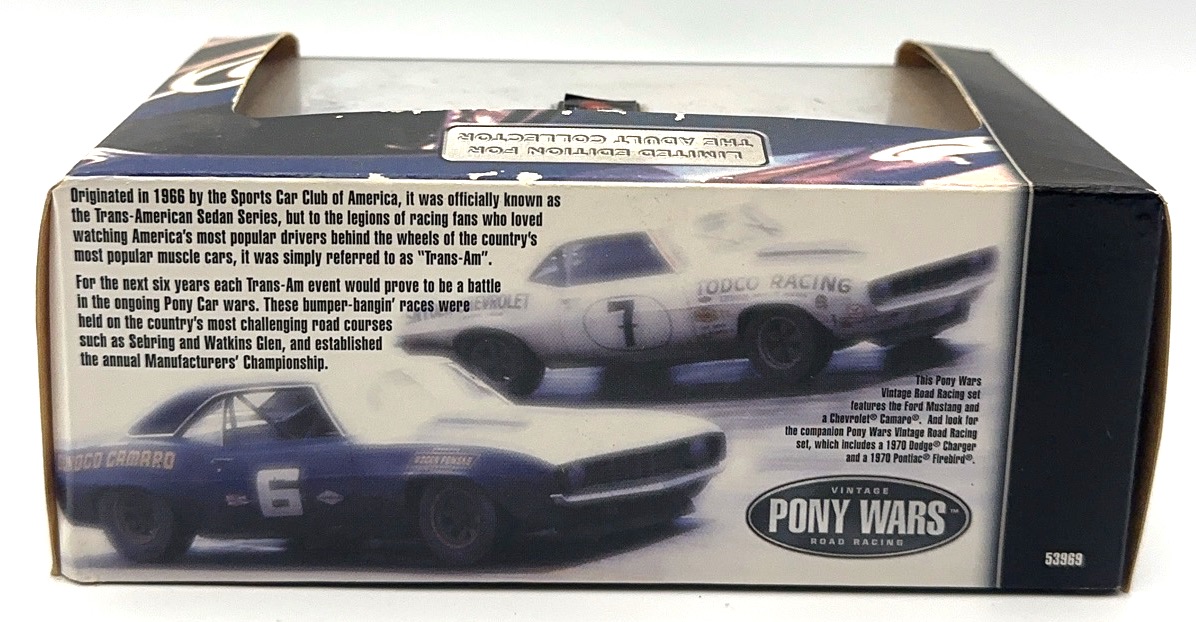 LIMITED EDITION FOR
THE ADULT COLLECTOR
Originated in 1966 by the Sports Car Club of America, it was officially known as
the Trans-American Sedan Series, but to the legions of racing fans who loved
watching America's most popular drivers behind the wheels of the country's
most popular muscle cars, it was simply referred to as "Trans-Am".
For the next six years each Trans-Am event would prove to be a battle
in the ongoing Pony Car wars. These bumper-bangin' races were
held on the country's most challenging road courses
such as Sebring and Watkins Glen, and established
the annual Manufacturers' Championship.
CHEVROLET
7
TODCO RACING
CAMARO
6
This Pony Wars
Vintage Road Racing set
features the Ford Mustang and
a Chevrolet® Camaro®. And look for
the companion Pony Wars Vintage Road Racing
set, which includes a 1970 Dodge® Charger
and a 1970 Pontiac® Firebird®.
VINTAGE
PONY WARS™
ROAD RACING
53969